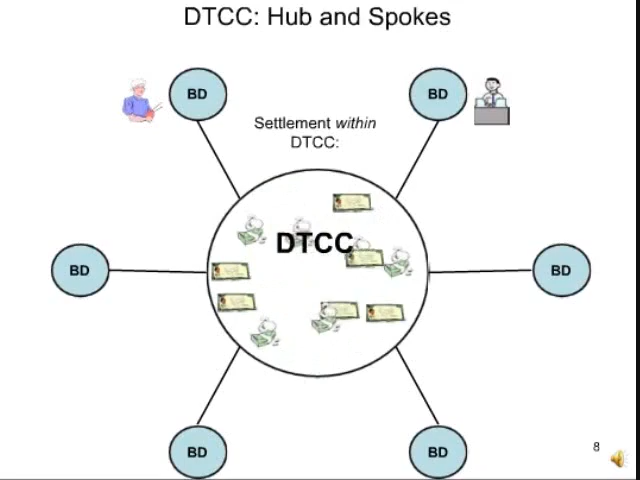 DTCC: Hub and Spokes
BD
BD
Settlement within
DTCC:
DTCC
BD
BD
BD
BD
8